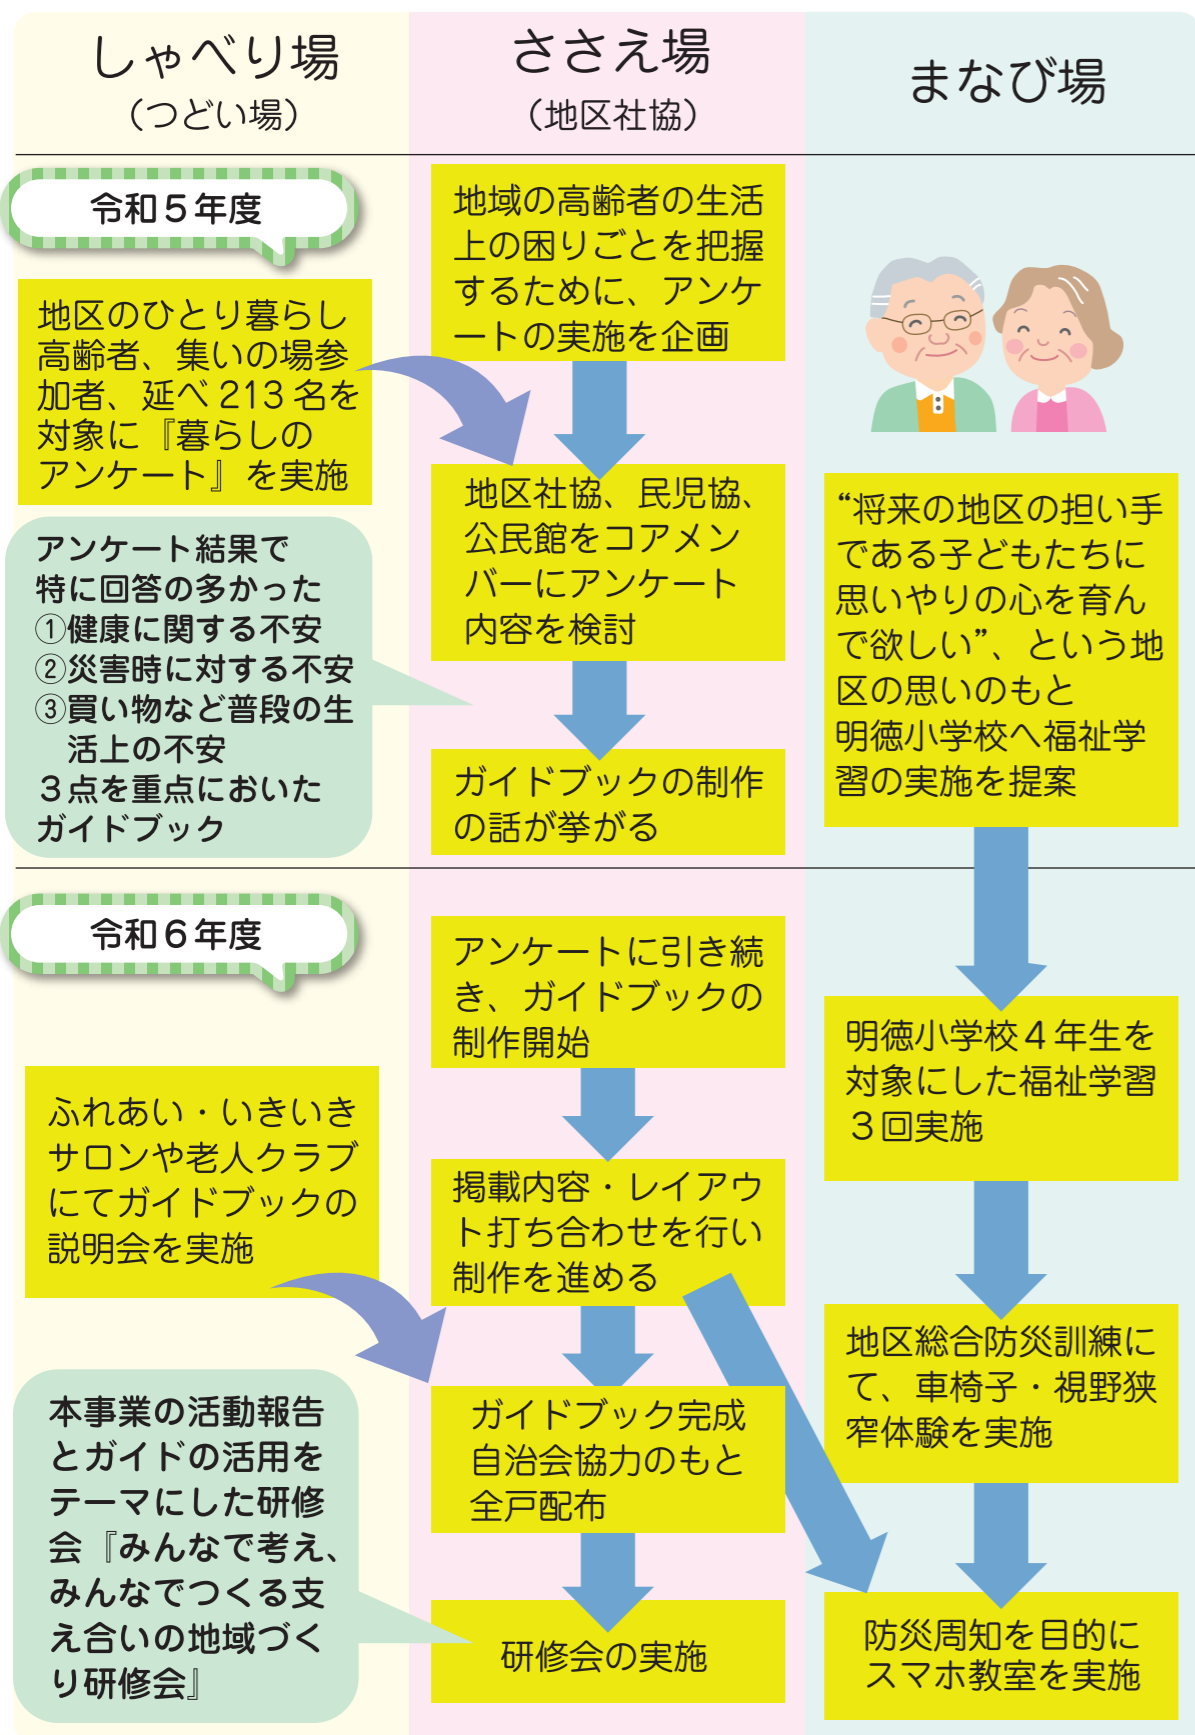 しゃべり場
（つどい場）
ささえ場
（地区社協）
まなび場
令和５年度
地区のひとり暮らし
高齢者、集いの場参
加者、延べ 213 名を
対象に『暮らしの
アンケート』を実施
アンケート結果で
特に回答の多かった
①健康に関する不安
②災害時に対する不安
③買い物など普段の生
活上の不安
３点を重点においた
ガイドブック
地域の高齢者の生活
上の困りごとを把握
するために、アンケ
ートの実施を企画
地区社協、民児協、
公民館をコアメン
バーにアンケート
内容を検討
ガイドブックの制作
の話が挙がる
“将来の地区の担い手
である子どもたちに
思いやりの心を育ん
で欲しい”、という地
区の思いのもと
明徳小学校へ福祉学
習の実施を提案
令和６年度
ふれあい・いきいき
サロンや老人クラブ
にてガイドブックの
説明会を実施
本事業の活動報告
とガイドの活用を
テーマにした研修
会『みんなで考え、
みんなでつくる支
え合いの地域づく
り研修会』
アンケートに引き続
き、ガイドブックの
制作開始
掲載内容・レイアウ
ト打ち合わせを行い
制作を進める
ガイドブック完成
自治会協力のもと
全戸配布
研修会の実施
明徳小学校４年生を
対象にした福祉学習
３回実施
地区総合防災訓練に
て、車椅子・視野狭
窄体験を実施
防災周知を目的に
スマホ教室を実施